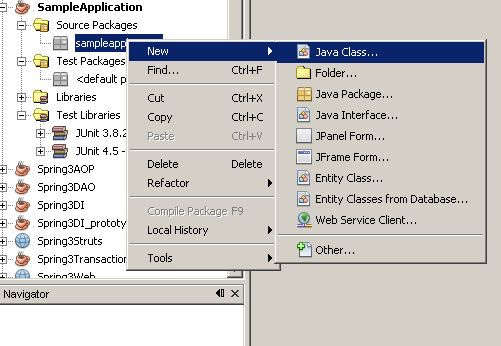 SampleApplication
Source Packages
sampleapp
Test Packages
<default p
Libraries
Test Libraries
JUnit 3.8.2
JUnit 4.5 -
Spring3AOP
Spring3DAO
Spring3DI
Spring3DI_prototy
Spring3Struts
Spring3Transaction
Spring3Web
Navigator
New
Find... Ctrl+F
Cut Ctrl+X
Copy Ctrl+C
Paste Ctrl+V
Delete Delete
Refactor
Compile Package F9
Local History
Tools
Java Class...
Folder...
Java Package...
Java Interface...
JPanel Form...
JFrame Form...
Entity Class...
Entity Classes from Database...
Web Service Client...
Other...